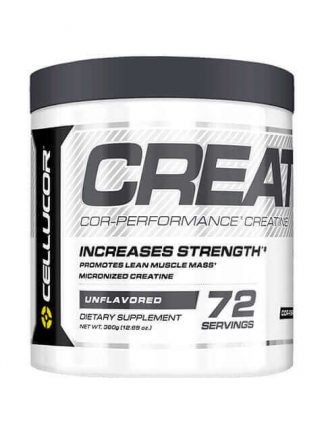 CELLUCOR®
CREAT
COR-PERFORMANCE® CREATINE
INCREASES STRENGTH*‡
PROMOTES LEAN MUSCLE MASS*
MICRONIZED CREATINE
UNFLAVORED
72
SERVINGS
DIETARY SUPPLEMENT
NET WT. 360g (12.69 oz.)